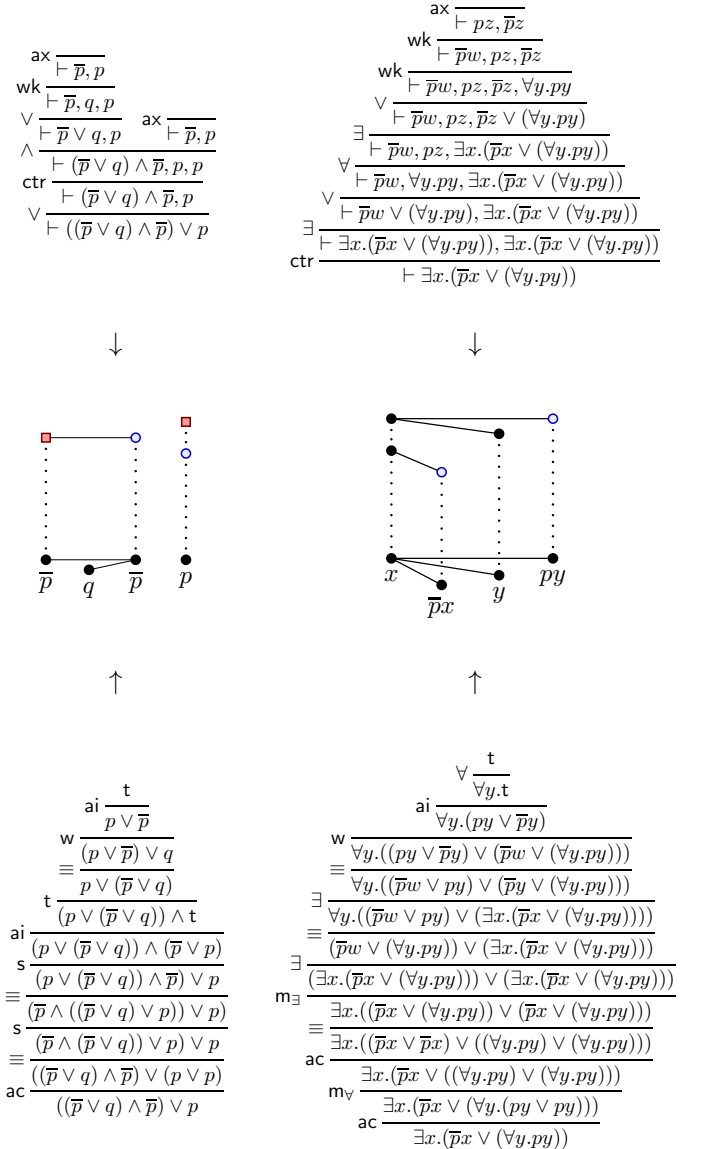 ax
⊢ p̅, p
wk
⊢ p̅, q, p
∨
⊢ p̅ ∨ q, p
ax
⊢ p̅, p
∧
⊢ (p̅ ∨ q) ∧ p̅, p, p
ctr
⊢ (p̅ ∨ q) ∧ p̅, p
∨
⊢ ((p̅ ∨ q) ∧ p̅) ∨ p
ax
⊢ pz, p̅z
wk
⊢ p̅w, pz, p̅z
wk
⊢ p̅w, pz, p̅z, ∀y.py
∨
⊢ p̅w, pz, p̅z ∨ (∀y.py)
∃
⊢ p̅w, pz, ∃x.(p̅x ∨ (∀y.py))
∀
⊢ p̅w, ∀y.py, ∃x.(p̅x ∨ (∀y.py))
∨
⊢ p̅w ∨ (∀y.py), ∃x.(p̅x ∨ (∀y.py))
∃
⊢ ∃x.(p̅x ∨ (∀y.py)), ∃x.(p̅x ∨ (∀y.py))
ctr
⊢ ∃x.(p̅x ∨ (∀y.py))
↓ ↓
p̅ q p̅ p
x p̅x y py
↑ ↑
t
ai
p ∨ p̅
w
(p ∨ p̅) ∨ q
≡
p ∨ (p̅ ∨ q)
t
(p ∨ (p̅ ∨ q)) ∧ t
ai
(p ∨ (p̅ ∨ q)) ∧ (p̅ ∨ p)
s
(p ∨ (p̅ ∨ q)) ∧ p̅) ∨ p
≡
(p̅ ∧ ((p̅ ∨ q) ∨ p)) ∨ p)
s
(p̅ ∧ (p̅ ∨ q)) ∨ p) ∨ p
≡
((p̅ ∨ q) ∧ p̅) ∨ (p ∨ p)
ac
((p̅ ∨ q) ∧ p̅) ∨ p
t
∀
∀y.t
ai
∀y.(py ∨ p̅y)
w
∀y.((py ∨ p̅y) ∨ (p̅w ∨ (∀y.py)))
≡
∀y.((p̅w ∨ py) ∨ (p̅y ∨ (∀y.py)))
∃
∀y.((p̅w ∨ py) ∨ (∃x.(p̅x ∨ (∀y.py))))
≡
(p̅w ∨ (∀y.py)) ∨ (∃x.(p̅x ∨ (∀y.py)))
∃
(∃x.(p̅x ∨ (∀y.py))) ∨ (∃x.(p̅x ∨ (∀y.py)))
m∃
∃x.((p̅x ∨ (∀y.py)) ∨ (p̅x ∨ (∀y.py)))
≡
∃x.((p̅x ∨ p̅x) ∨ ((∀y.py) ∨ (∀y.py)))
ac
∃x.(p̅x ∨ ((∀y.py) ∨ (∀y.py)))
m∀
∃x.(p̅x ∨ (∀y.(py ∨ py)))
ac
∃x.(p̅x ∨ (∀y.py))